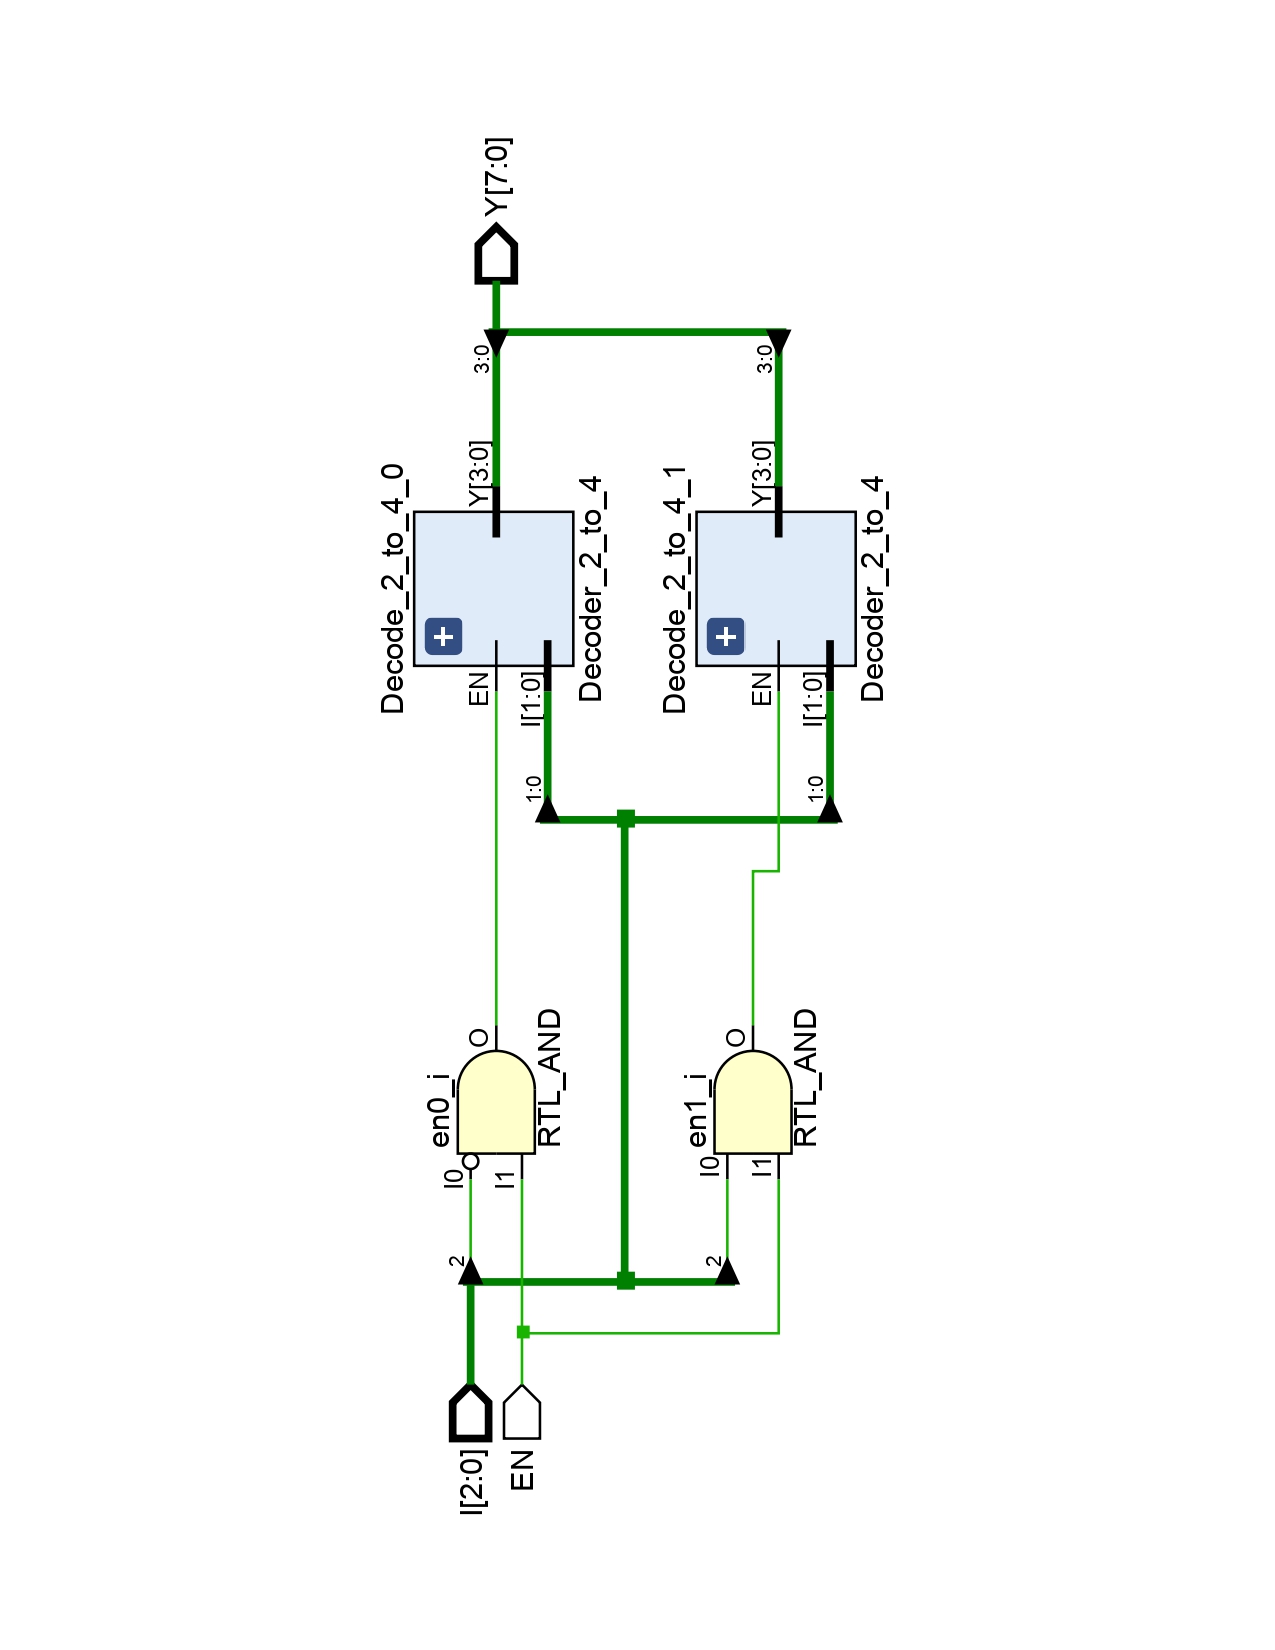 I[2:0]
EN
2
I0
I1
en0_i
RTL_AND
O
2
I0
I1
en1_i
RTL_AND
O
1:0
EN
I[1:0]
Decode_2_to_4_0
Decoder_2_to_4
Y[3:0]
3:0
1:0
EN
I[1:0]
Decode_2_to_4_1
Decoder_2_to_4
Y[3:0]
3:0
Y[7:0]